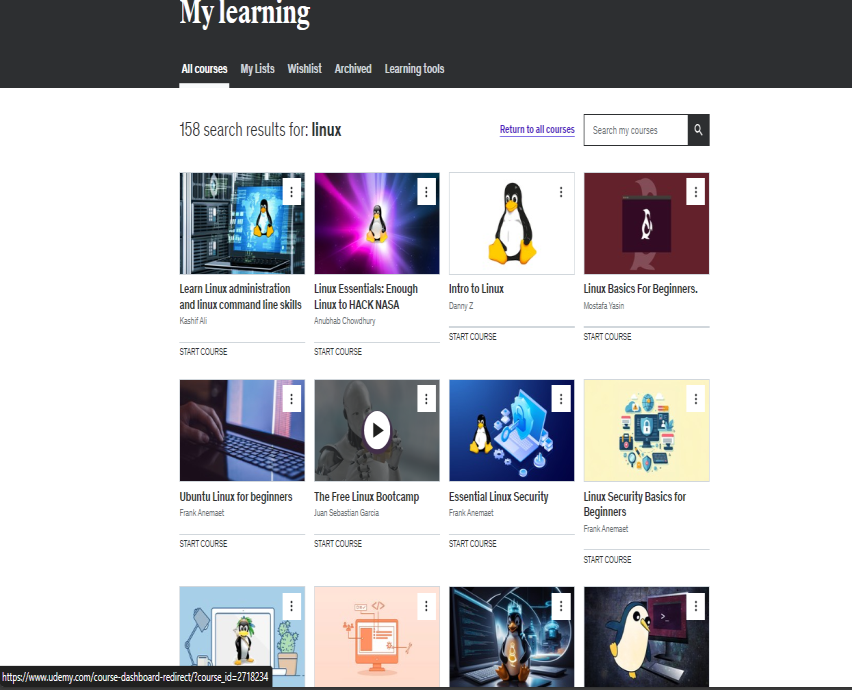 My learning
All courses My Lists Wishlist Archived Learning tools
158 search results for: linux
Return to all courses
Search my courses
Learn Linux administration
and linux command line skills
Kashif Ali
START COURSE
Linux Essentials: Enough
Linux to HACK NASA
Anubhab Chowdhury
START COURSE
Intro to Linux
Danny Z
START COURSE
Linux Basics For Beginners.
Mostafa Yasin
START COURSE
Ubuntu Linux for beginners
Frank Anemaet
START COURSE
The Free Linux Bootcamp
Juan Sebastian Garcia
START COURSE
Essential Linux Security
Frank Anemaet
START COURSE
Linux Security Basics for
Beginners
Frank Anemaet
START COURSE
https://www.udemy.com/course-dashboard-redirect/?course_id=2718234